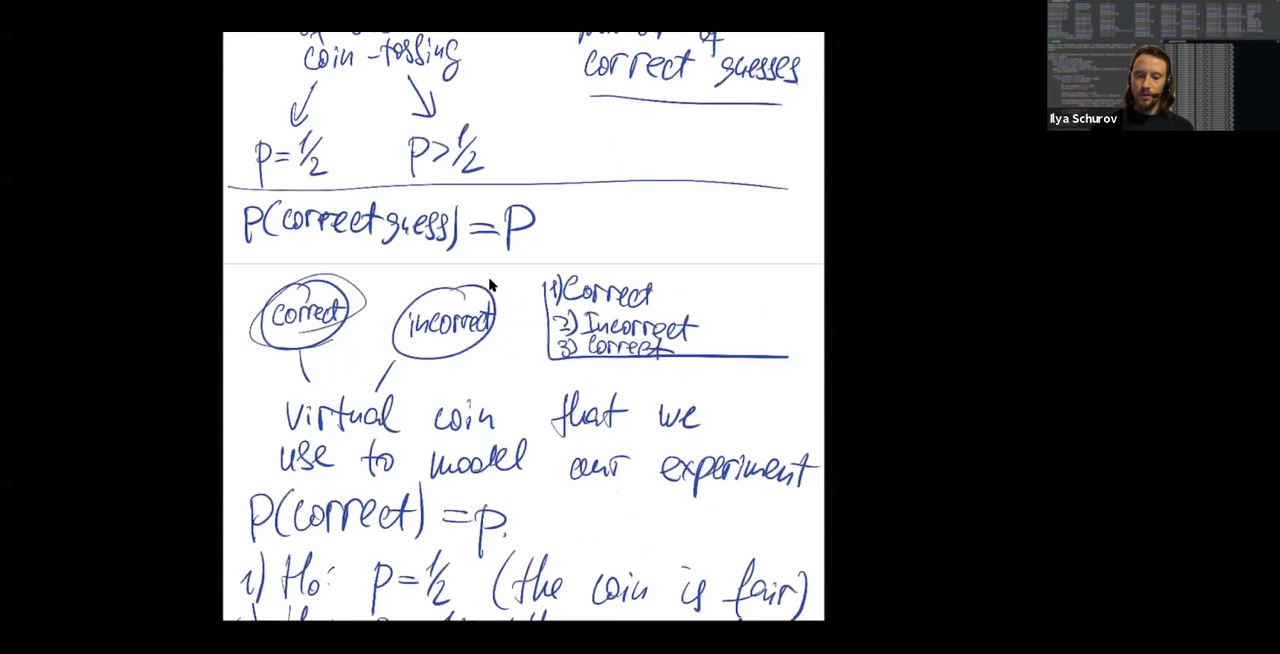 coin-tossing
of
correct guesses
p=1/2
p>1/2
P(correct guess) = P
correct
incorrect
1) Correct
2) Incorrect
3) Correct
virtual coin that we
use to model our experiment
P(correct) = p.
1) H₀: p=1/2 (the coin is fair)
Ilya Schurov